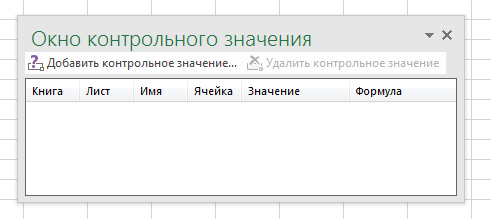 Окно контрольного значения
Добавить контрольное значение... Удалить контрольное значение
Книга Лист Имя Ячейка Значение Формула